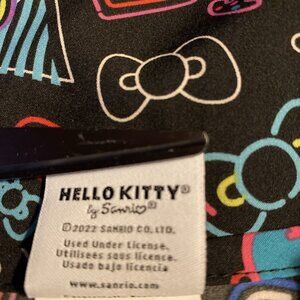 HELLO KITTY®
by Sanrio®
©2022 SANRIO CO., LTD.
Used Under License.
Utilisées sous licence.
Usado bajo licencia
www.sanrio.com